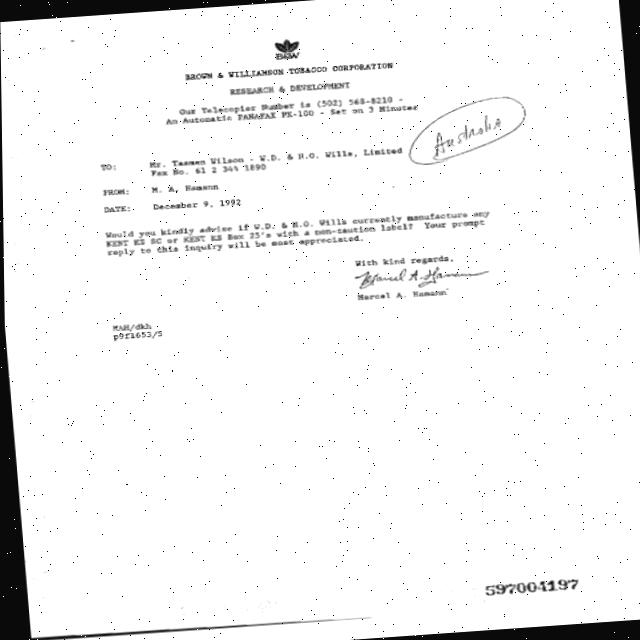 B&W
BROWN & WILLIAMSON TOBACCO CORPORATION
RESEARCH & DEVELOPMENT
Our Telecopier Number is (502) 568-8210 -
An Automatic PANAFAX PX-100 - Set on 3 Minutes
Australia
TO: Mr. Tasman Wilson - W.D. & H.O. Wills, Limited
Fax No. 61 2 344 1890
FROM: M. A. Hamann
DATE: December 9, 1992
Would you kindly advise if W.D. & H.O. Wills currently manufacture any
KENT KS SC or KENT KS Box 25's with a non-caution label? Your prompt
reply to this inquiry will be most appreciated.
With kind regards,
Marcel A. Hamann
Marcel A. Hamann
MAH/dkh
p9f1653/5
597004197